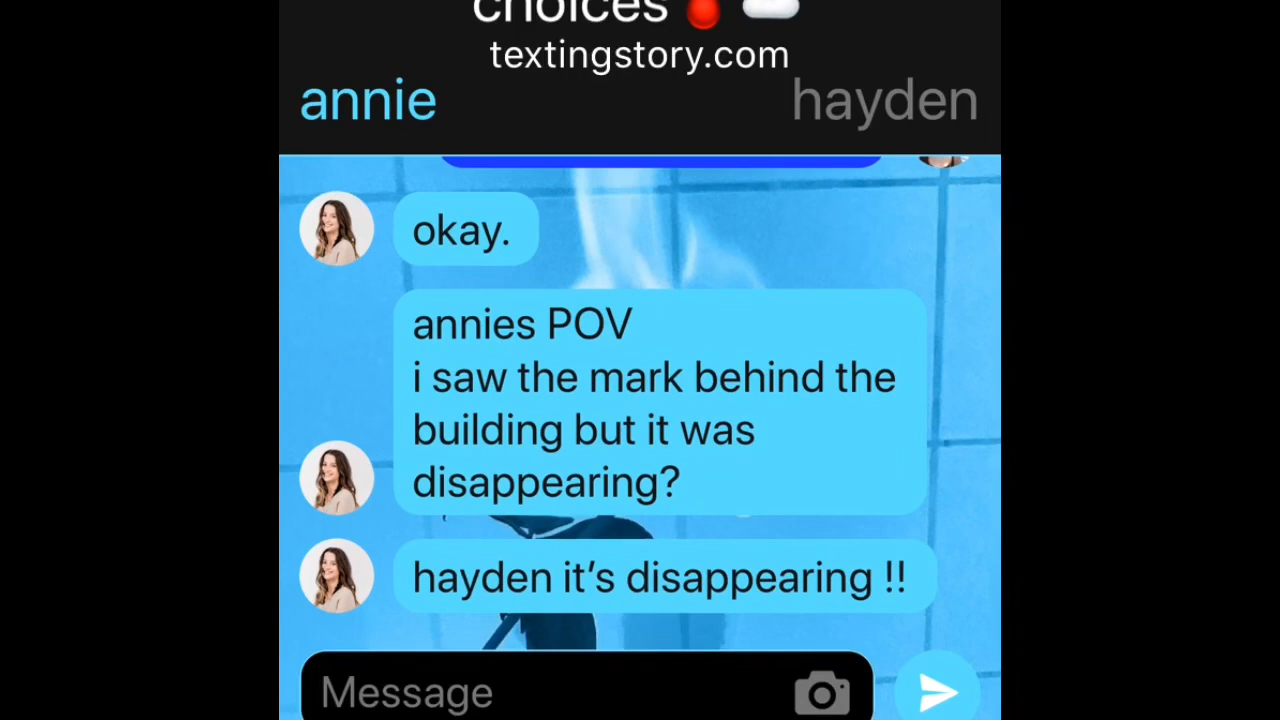 choices
textingstory.com
annie
hayden
okay.
annies POV
i saw the mark behind the
building but it was
disappearing?
hayden it’s disappearing !!
Message